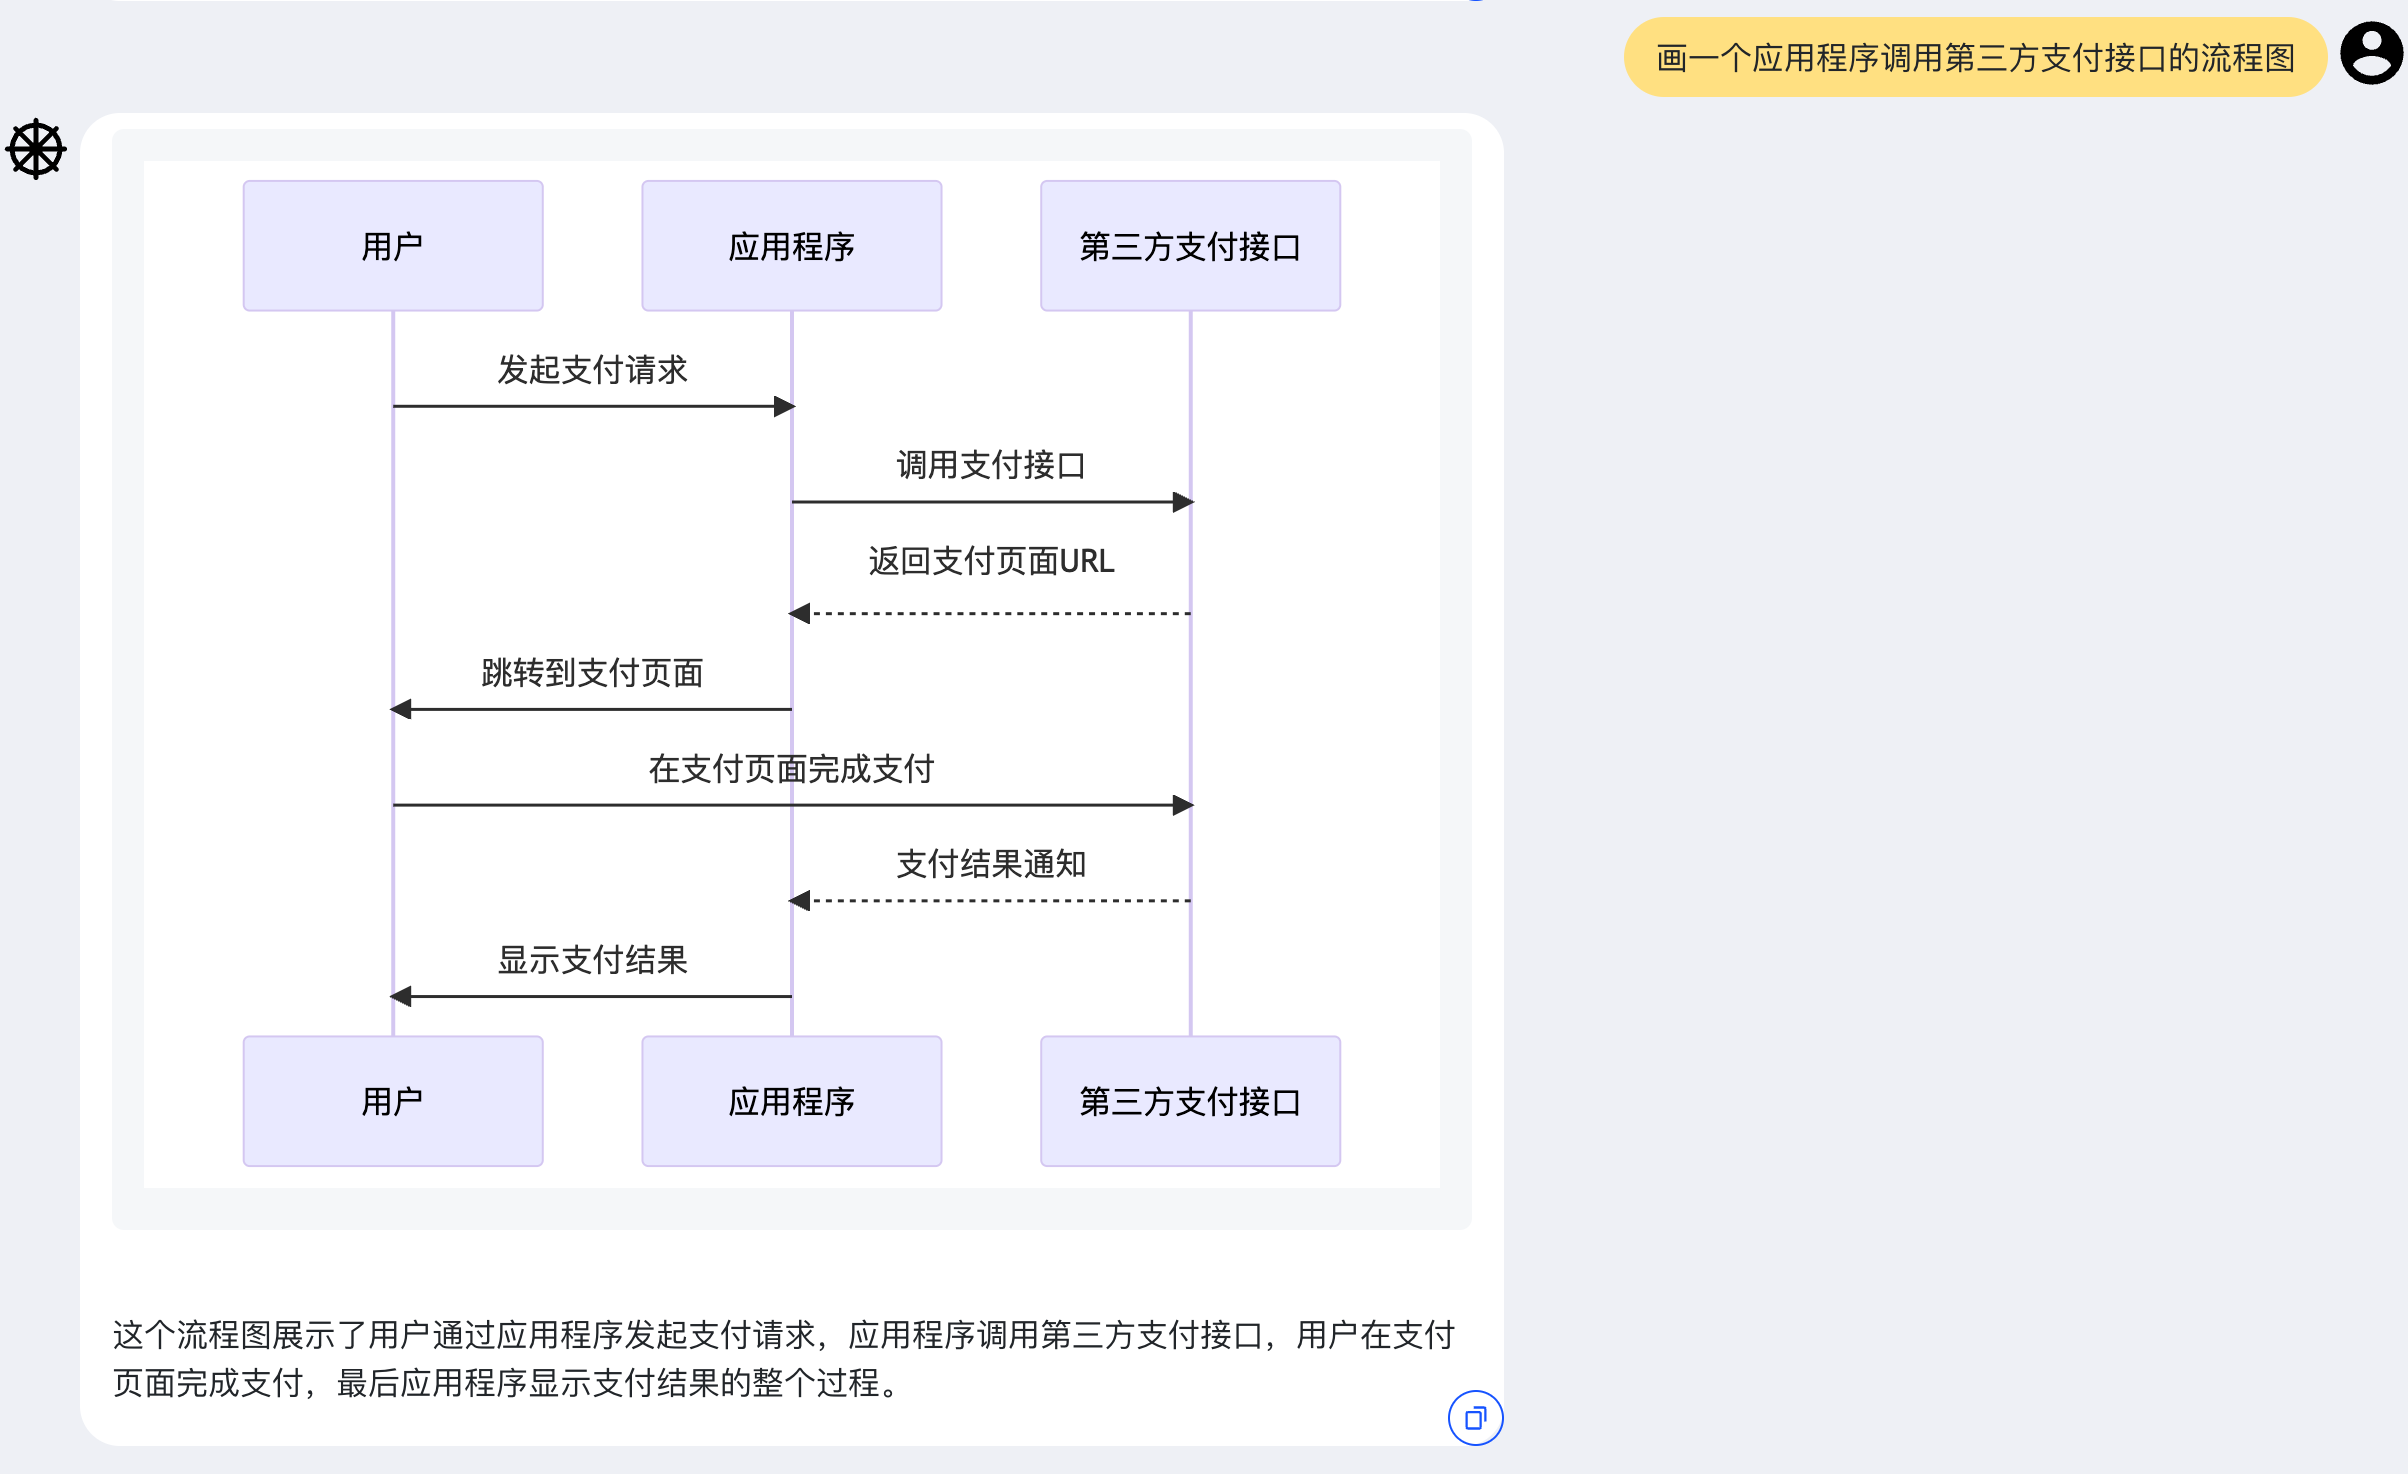 画一个应用程序调用第三方支付接口的流程图
用户
应用程序
第三方支付接口
发起支付请求
调用支付接口
返回支付页面URL
跳转到支付页面
在支付页面完成支付
支付结果通知
显示支付结果
用户
应用程序
第三方支付接口
这个流程图展示了用户通过应用程序发起支付请求，应用程序调用第三方支付接口，用户在支付
页面完成支付，最后应用程序显示支付结果的整个过程。